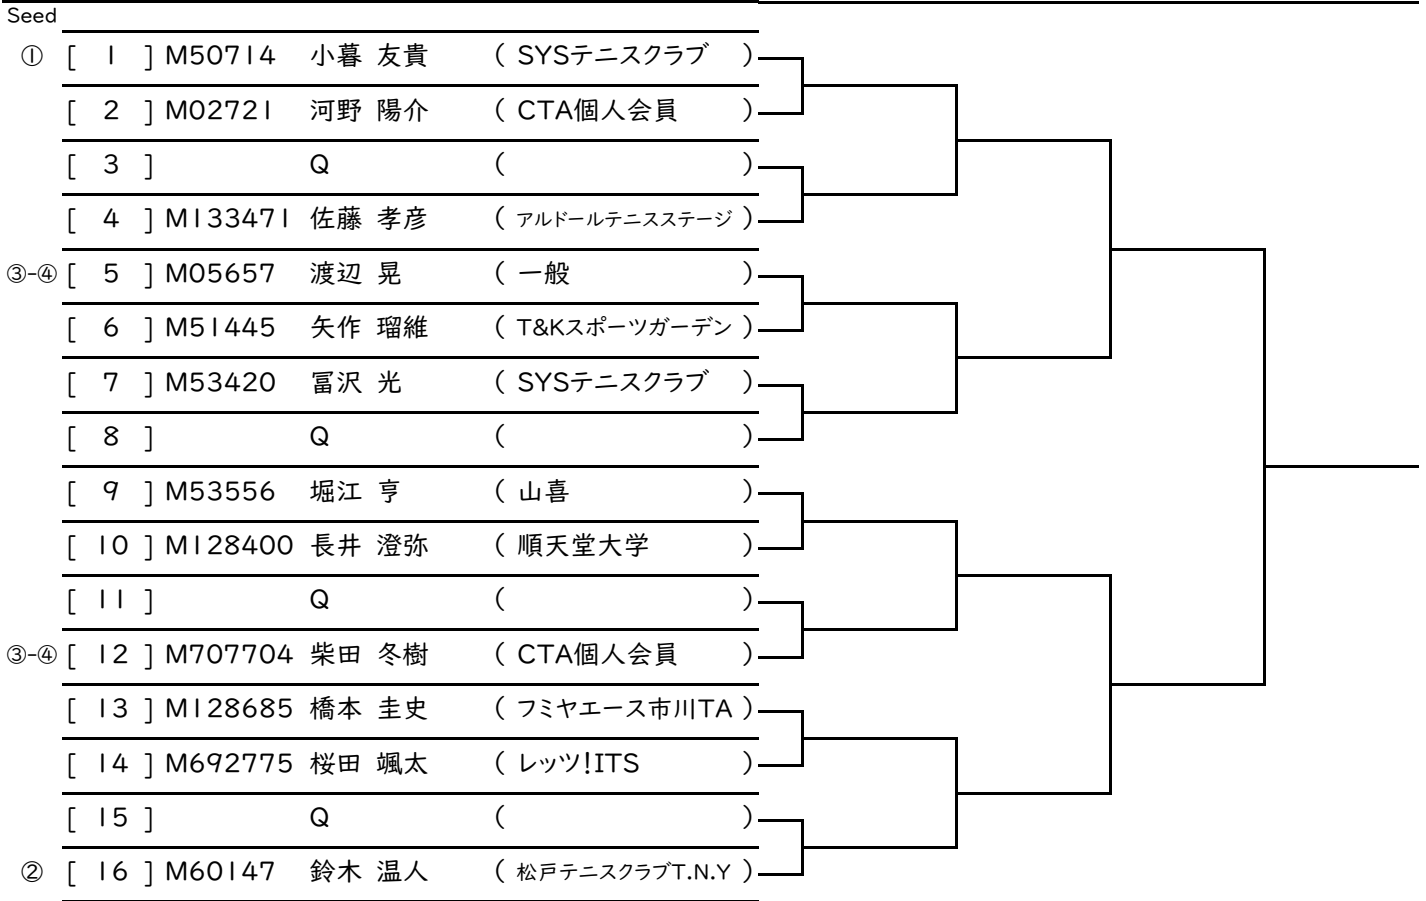 Seed
① [ 1 ] M50714 小暮 友貴 ( SYSテニスクラブ )
[ 2 ] M02721 河野 陽介 ( CTA個人会員 )
[ 3 ] Q ( )
[ 4 ] M133471 佐藤 孝彦 ( アルドールテニスステージ )
③-④ [ 5 ] M05657 渡辺 晃 ( 一般 )
[ 6 ] M51445 矢作 瑠維 ( T&Kスポーツガーデン )
[ 7 ] M53420 冨沢 光 ( SYSテニスクラブ )
[ 8 ] Q ( )
[ 9 ] M53556 堀江 亨 ( 山喜 )
[ 10 ] M128400 長井 澄弥 ( 順天堂大学 )
[ 11 ] Q ( )
③-④ [ 12 ] M707704 柴田 冬樹 ( CTA個人会員 )
[ 13 ] M128685 橋本 圭史 ( フミヤエース市川TA )
[ 14 ] M692775 桜田 颯太 ( レッツ!ITS )
[ 15 ] Q ( )
② [ 16 ] M60147 鈴木 温人 ( 松戸テニスクラブT.N.Y )